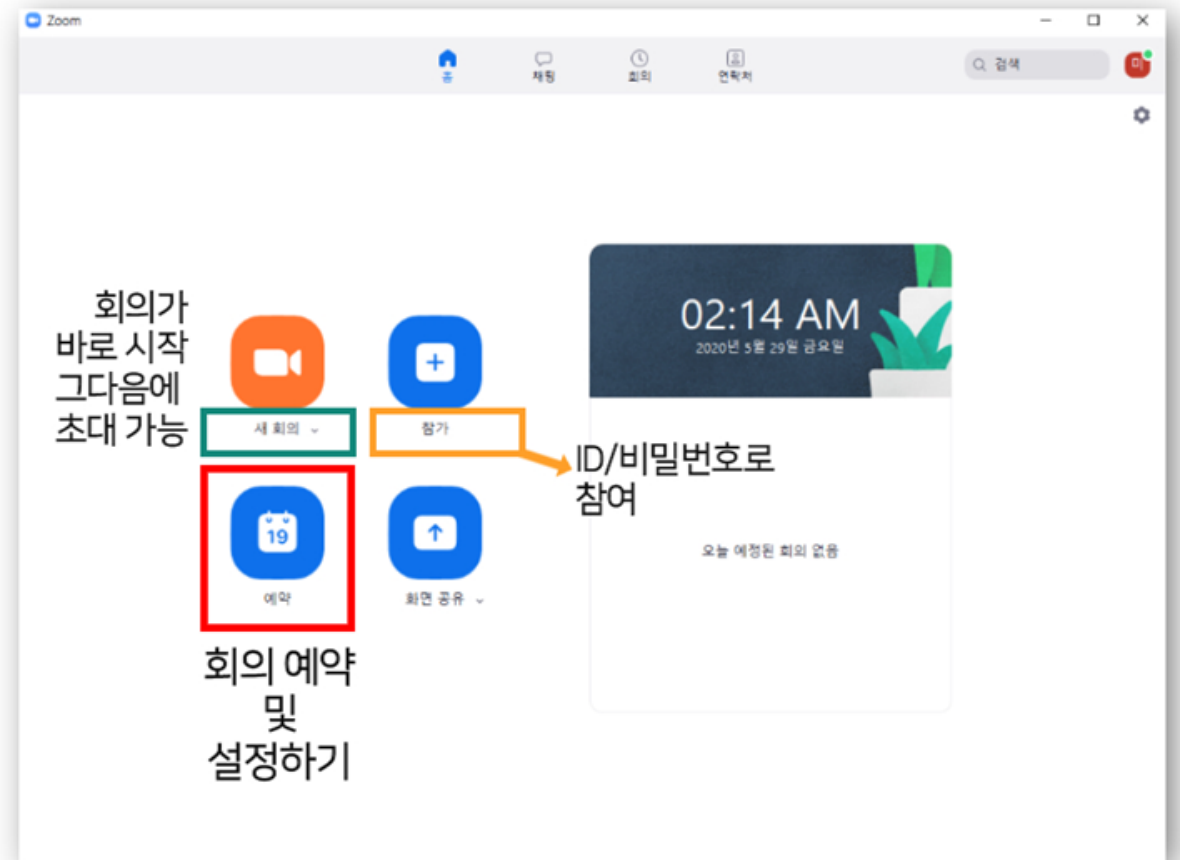 Zoom
홈
채팅
회의
연락처
검색
미
02:14 AM
2020년 5월 29일 금요일
회의가
바로 시작
그다음에
초대 가능
새 회의
참가
ID/비밀번호로
참여
19
예약
화면 공유
오늘 예정된 회의 없음
회의 예약
및
설정하기